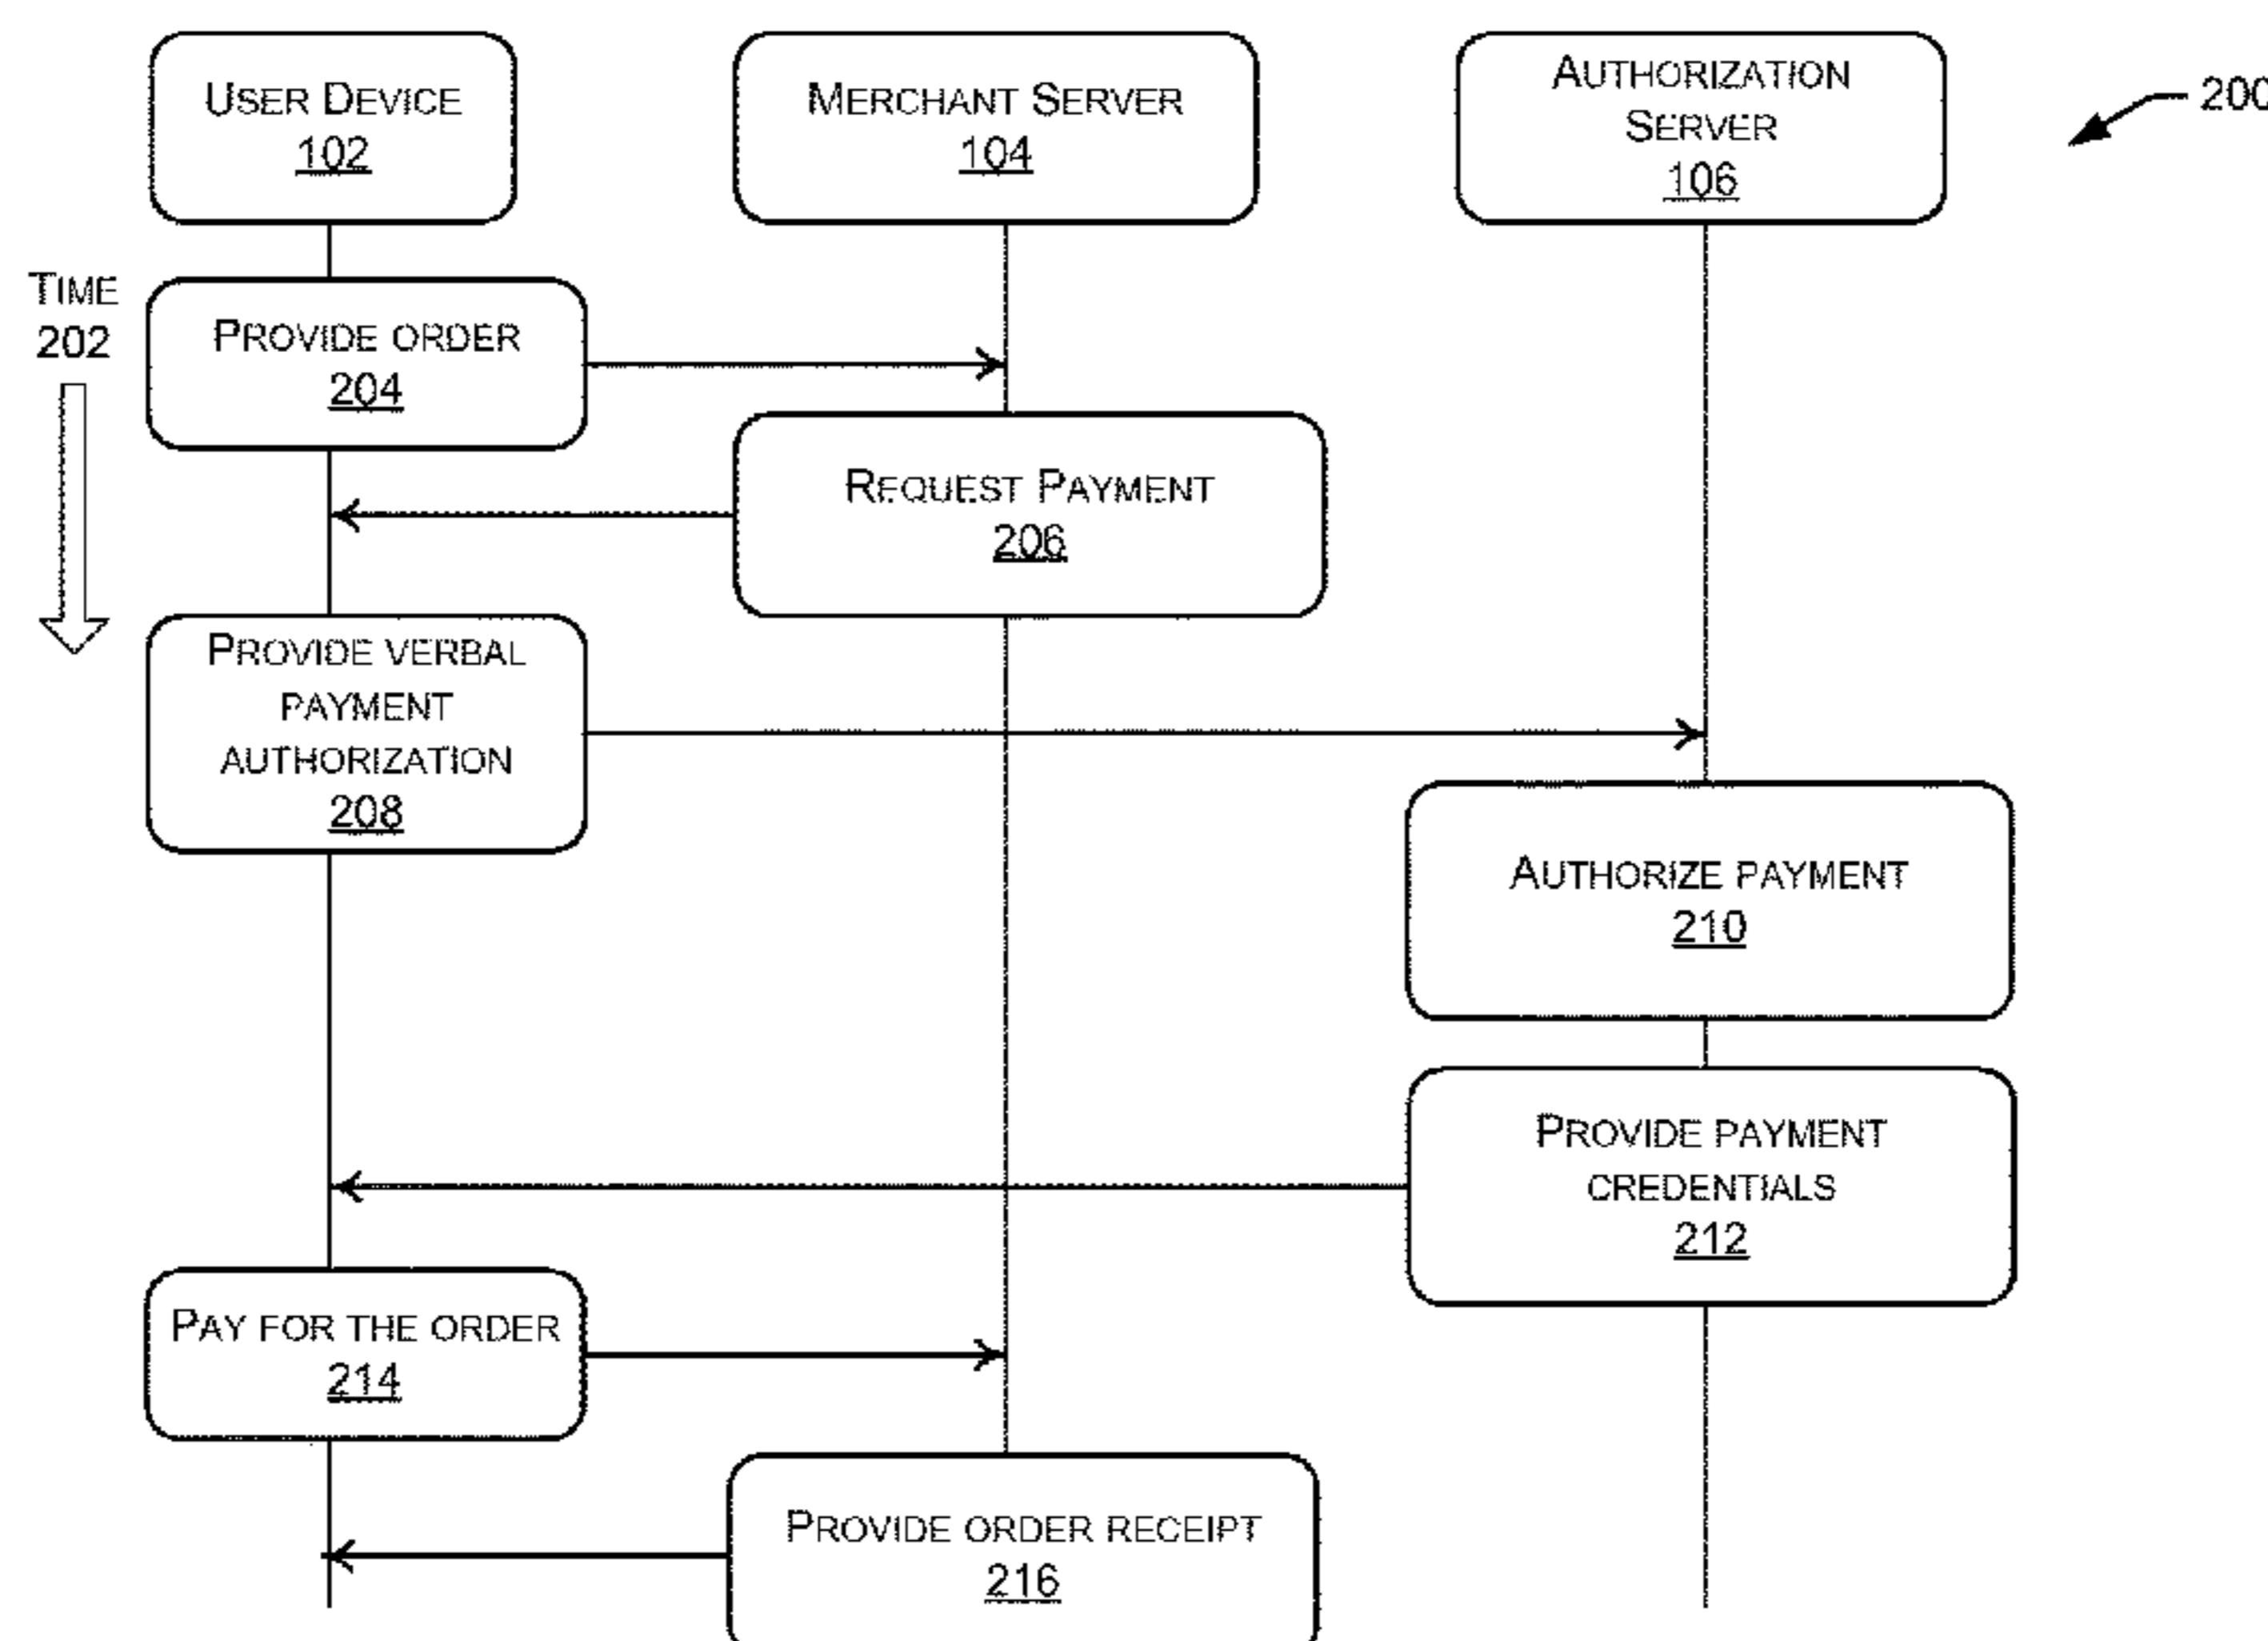 USER DEVICE
102
MERCHANT SERVER
104
AUTHORIZATION
SERVER
106
200
TIME
202
PROVIDE ORDER
204
REQUEST PAYMENT
206
PROVIDE VERBAL
PAYMENT
AUTHORIZATION
208
AUTHORIZE PAYMENT
210
PROVIDE PAYMENT
CREDENTIALS
212
PAY FOR THE ORDER
214
PROVIDE ORDER RECEIPT
216